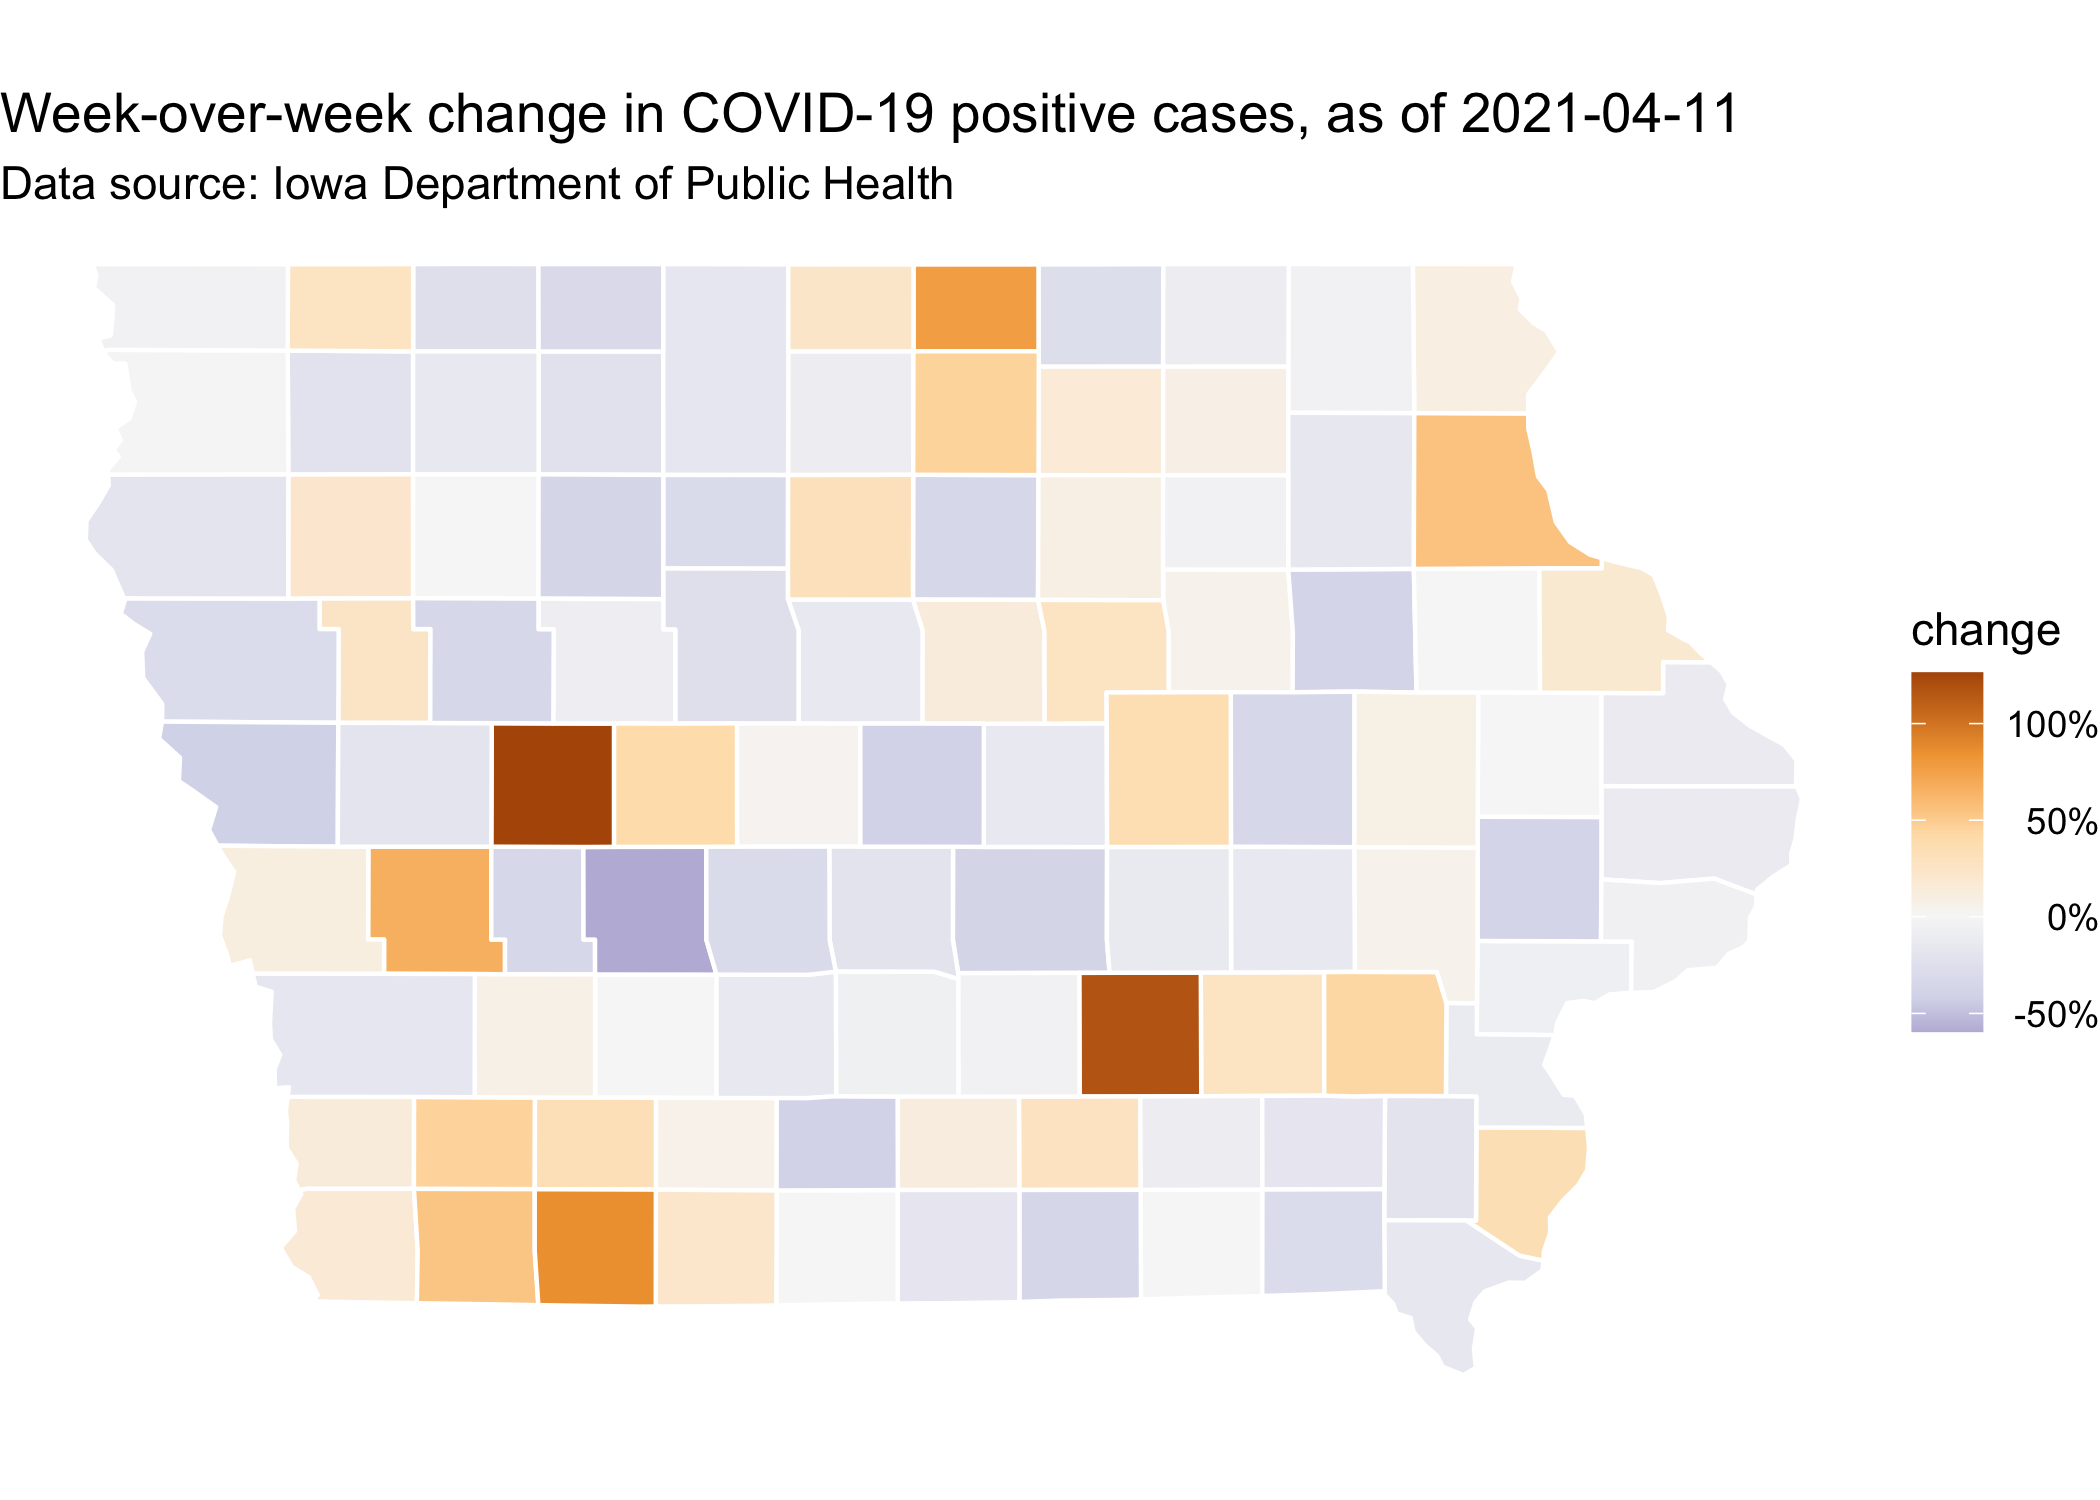 Week-over-week change in COVID-19 positive cases, as of 2021-04-11
Data source: Iowa Department of Public Health
change
100%
50%
0%
-50%